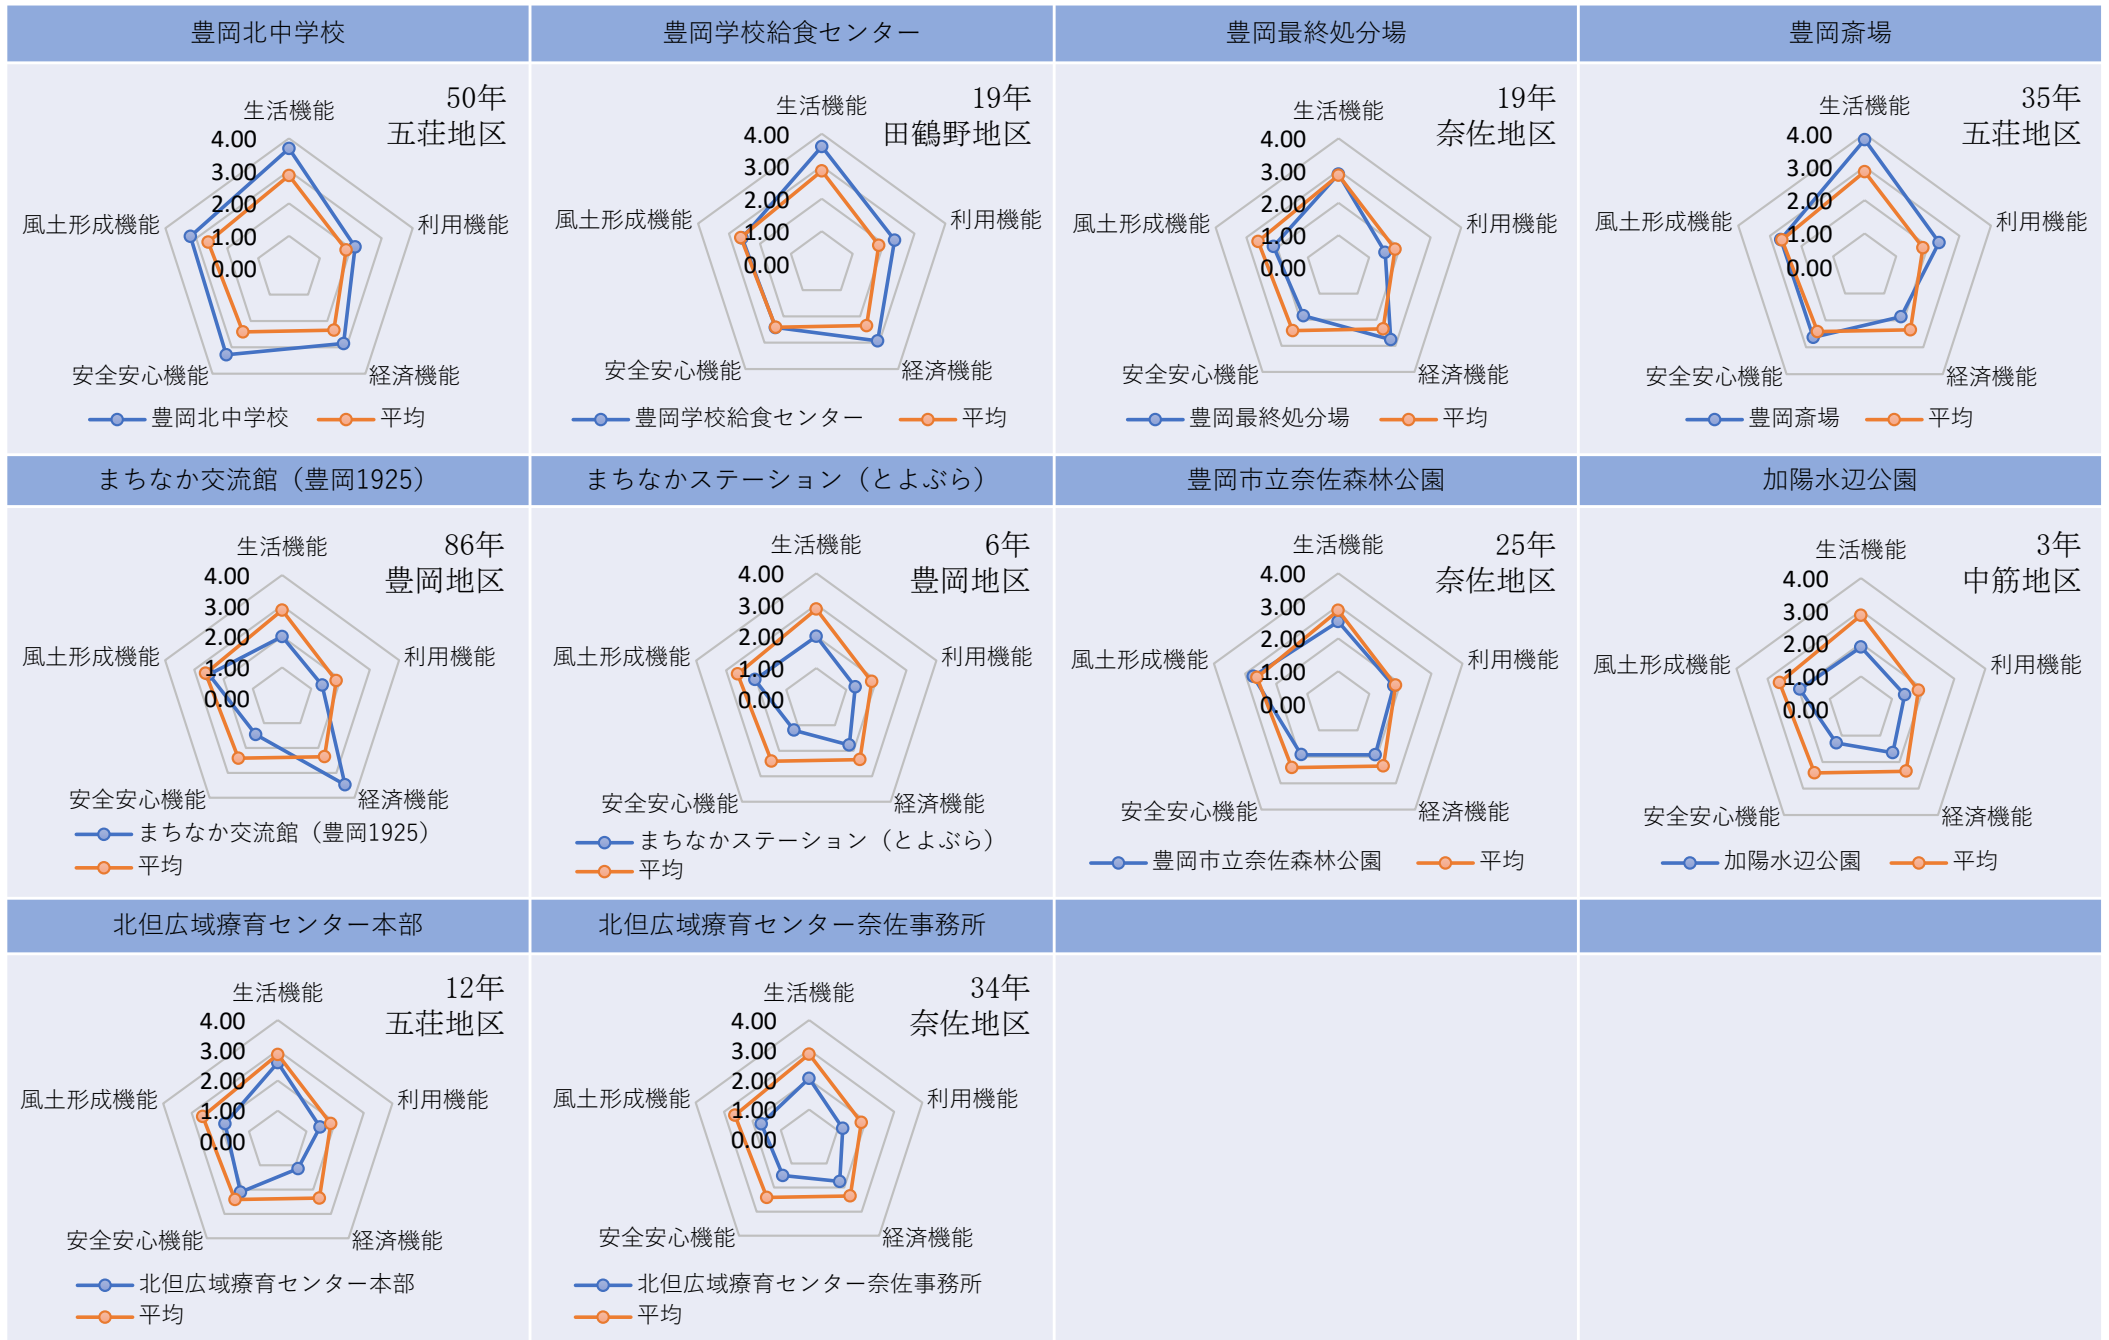 豊岡北中学校
豊岡学校給食センター
豊岡最終処分場
豊岡斎場
50年
五荘地区
生活機能
利用機能
経済機能
安全安心機能
風土形成機能
4.00
3.00
2.00
1.00
0.00
豊岡北中学校
平均
19年
田鶴野地区
生活機能
利用機能
経済機能
安全安心機能
風土形成機能
4.00
3.00
2.00
1.00
0.00
豊岡学校給食センター
平均
19年
奈佐地区
生活機能
利用機能
経済機能
安全安心機能
風土形成機能
4.00
3.00
2.00
1.00
0.00
豊岡最終処分場
平均
35年
五荘地区
生活機能
利用機能
経済機能
安全安心機能
風土形成機能
4.00
3.00
2.00
1.00
0.00
豊岡斎場
平均
まちなか交流館（豊岡1925）
まちなかステーション（とよぶら）
豊岡市立奈佐森林公園
加陽水辺公園
86年
豊岡地区
生活機能
利用機能
経済機能
安全安心機能
風土形成機能
4.00
3.00
2.00
1.00
0.00
まちなか交流館（豊岡1925）
平均
6年
豊岡地区
生活機能
利用機能
経済機能
安全安心機能
風土形成機能
4.00
3.00
2.00
1.00
0.00
まちなかステーション（とよぶら）
平均
25年
奈佐地区
生活機能
利用機能
経済機能
安全安心機能
風土形成機能
4.00
3.00
2.00
1.00
0.00
豊岡市立奈佐森林公園
平均
3年
中筋地区
生活機能
利用機能
経済機能
安全安心機能
風土形成機能
4.00
3.00
2.00
1.00
0.00
加陽水辺公園
平均
北但広域療育センター本部
北但広域療育センター奈佐事務所
12年
五荘地区
生活機能
利用機能
経済機能
安全安心機能
風土形成機能
4.00
3.00
2.00
1.00
0.00
北但広域療育センター本部
平均
34年
奈佐地区
生活機能
利用機能
経済機能
安全安心機能
風土形成機能
4.00
3.00
2.00
1.00
0.00
北但広域療育センター奈佐事務所
平均